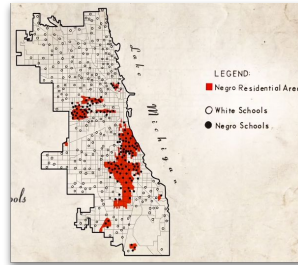 Lake Michigan
LEGEND:
Negro Residential Area
White Schools
Negro Schools
ools